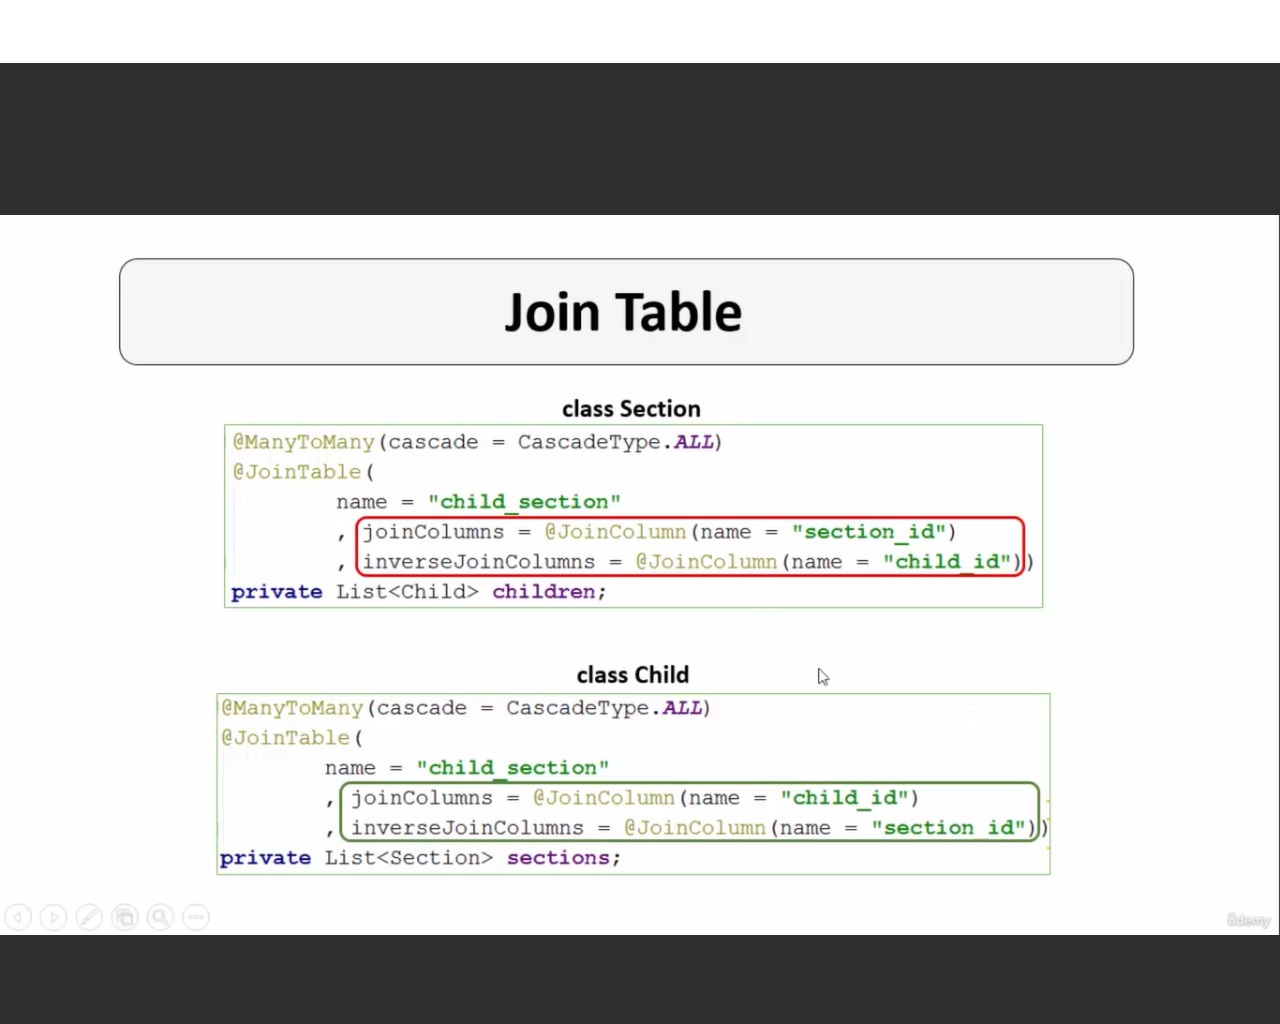 Join Table
class Section
@ManyToMany(cascade = CascadeType.ALL)
@JoinTable(
name = "child_section"
, joinColumns = @JoinColumn(name = "section_id")
, inverseJoinColumns = @JoinColumn(name = "child_id"))
private List<Child> children;
class Child
@ManyToMany(cascade = CascadeType.ALL)
@JoinTable(
name = "child_section"
, joinColumns = @JoinColumn(name = "child_id")
, inverseJoinColumns = @JoinColumn(name = "section_id"))
private List<Section> sections;
ûdemy